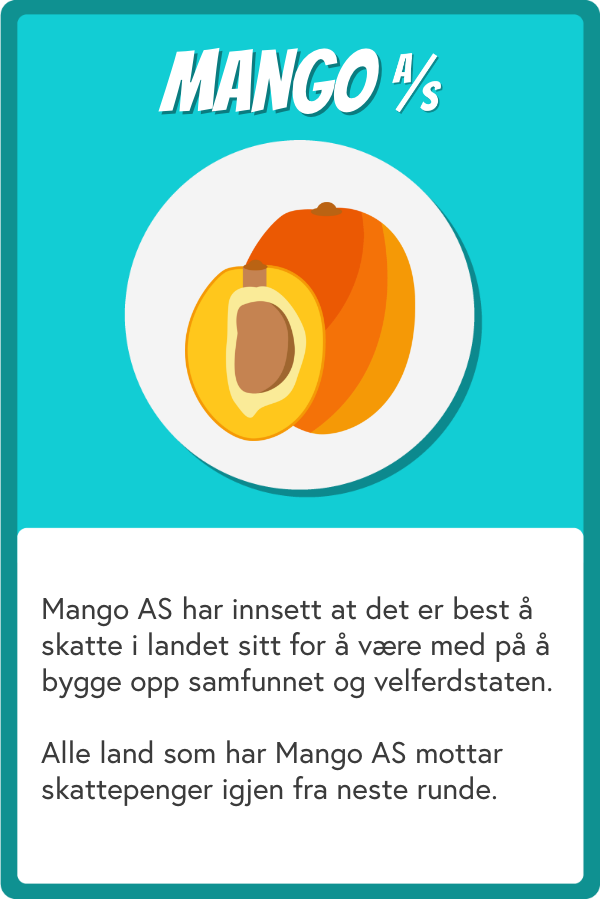 MANGO A/S
Mango AS har innsett at det er best å
skatte i landet sitt for å være med på å
bygge opp samfunnet og velferdstaten.
Alle land som har Mango AS mottar
skattepenger igjen fra neste runde.